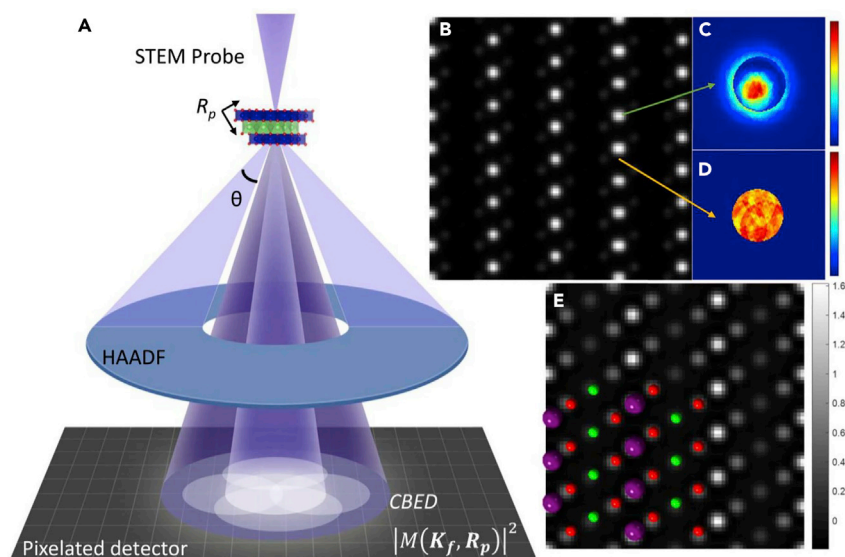 A
STEM Probe
R_p
θ
HAADF
CBED
Pixelated detector
|M(K_f, R_p)|^2
B
C
D
E
1.6
1.4
1.2
1
0.8
0.6
0.4
0.2
0